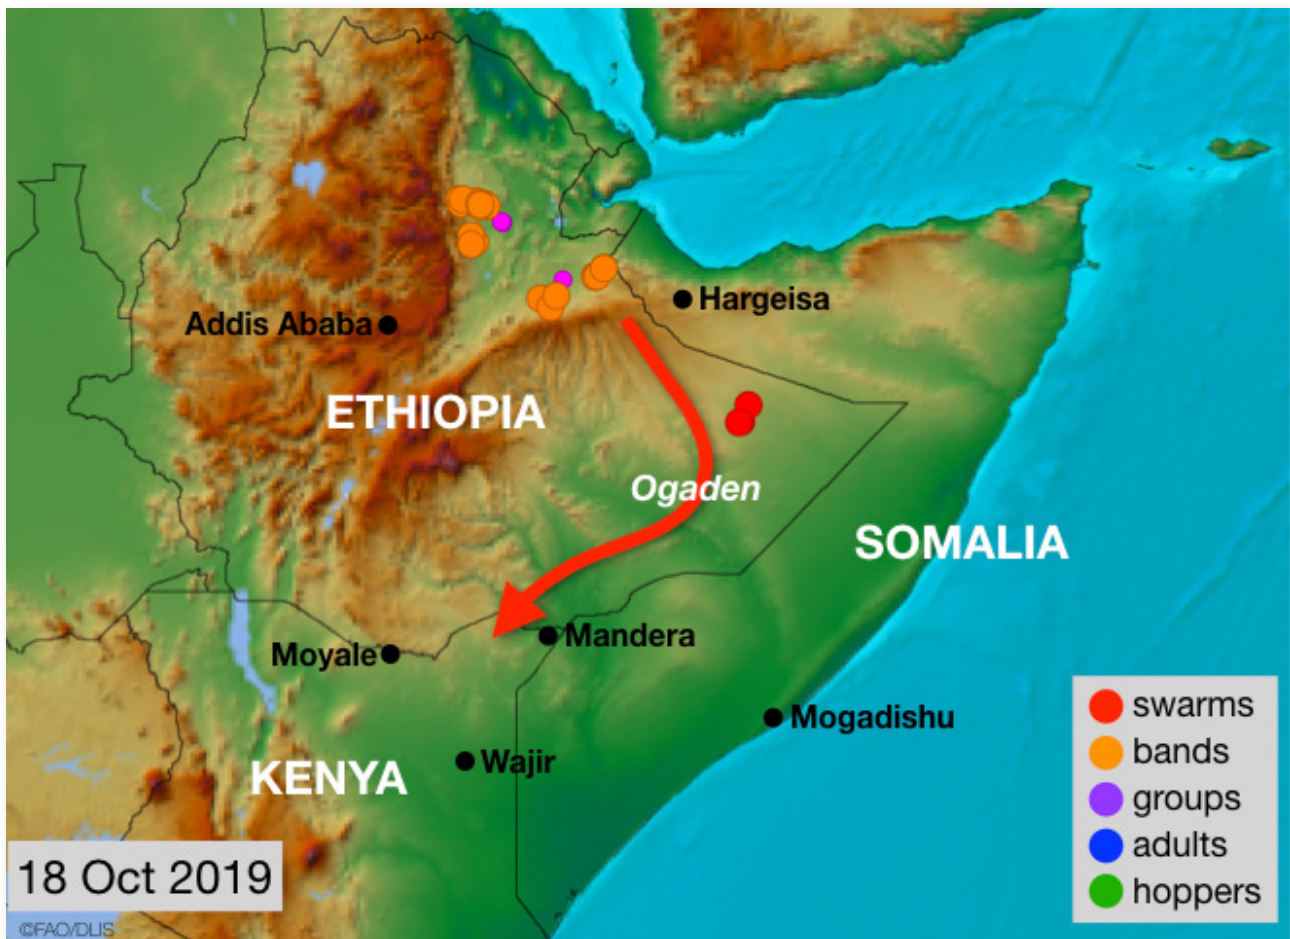 Hargeisa
Addis Ababa
ETHIOPIA
Ogaden
SOMALIA
Mandera
Moyale
Mogadishu
Wajir
KENYA
swarms
bands
groups
adults
hoppers
18 Oct 2019
©FAO/DLIS